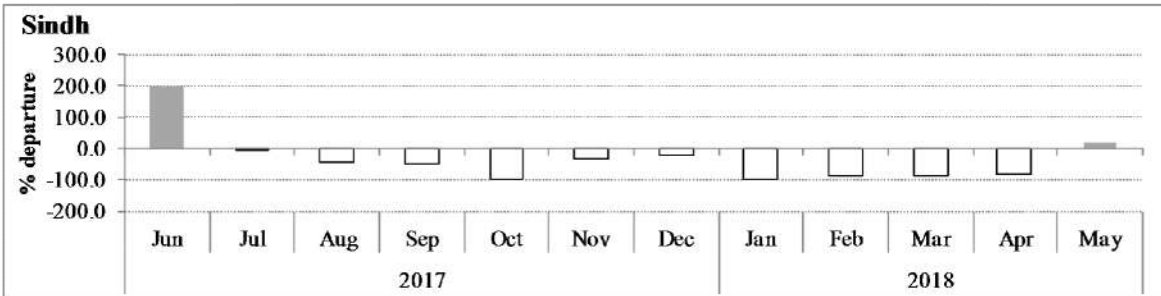 Sindh
% departure
300.0
200.0
100.0
0.0
-100.0
-200.0
Jun Jul Aug Sep Oct Nov Dec Jan Feb Mar Apr May
2017 2018